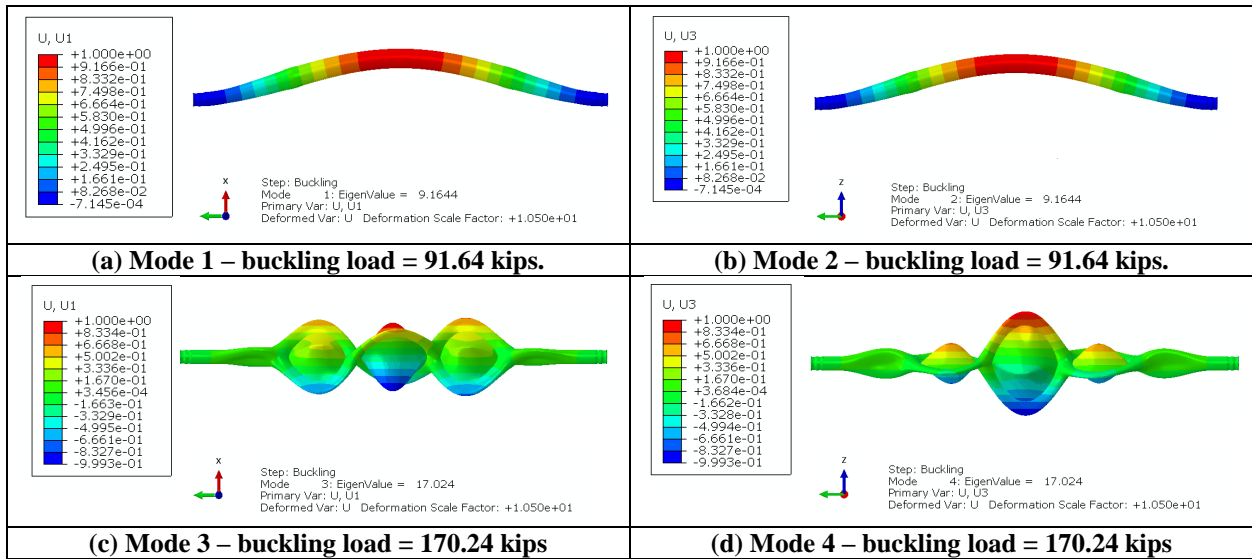 U, U1
+1.000e+00
+9.166e-01
+8.332e-01
+7.498e-01
+6.664e-01
+5.830e-01
+4.996e-01
+4.162e-01
+3.329e-01
+2.495e-01
+1.661e-01
+8.268e-02
-7.145e-04
x
Step: Buckling
Mode 1: EigenValue = 9.1644
Primary Var: U, U1
Deformed Var: U Deformation Scale Factor: +1.050e+01
(a) Mode 1 – buckling load = 91.64 kips.
U, U3
+1.000e+00
+9.166e-01
+8.332e-01
+7.498e-01
+6.664e-01
+5.830e-01
+4.996e-01
+4.162e-01
+3.329e-01
+2.495e-01
+1.661e-01
+8.268e-02
-7.145e-04
z
Step: Buckling
Mode 2: EigenValue = 9.1644
Primary Var: U, U3
Deformed Var: U Deformation Scale Factor: +1.050e+01
(b) Mode 2 – buckling load = 91.64 kips.
U, U1
+1.000e+00
+8.334e-01
+6.668e-01
+5.002e-01
+3.336e-01
+1.670e-01
+3.456e-04
-1.663e-01
-3.329e-01
-4.995e-01
-6.661e-01
-8.327e-01
-9.993e-01
x
Step: Buckling
Mode 3: EigenValue = 17.024
Primary Var: U, U1
Deformed Var: U Deformation Scale Factor: +1.050e+01
(c) Mode 3 – buckling load = 170.24 kips
U, U3
+1.000e+00
+8.334e-01
+6.668e-01
+5.002e-01
+3.336e-01
+1.670e-01
+3.684e-04
-1.662e-01
-3.328e-01
-4.994e-01
-6.661e-01
-8.327e-01
-9.993e-01
z
Step: Buckling
Mode 4: EigenValue = 17.024
Primary Var: U, U3
Deformed Var: U Deformation Scale Factor: +1.050e+01
(d) Mode 4 – buckling load = 170.24 kips